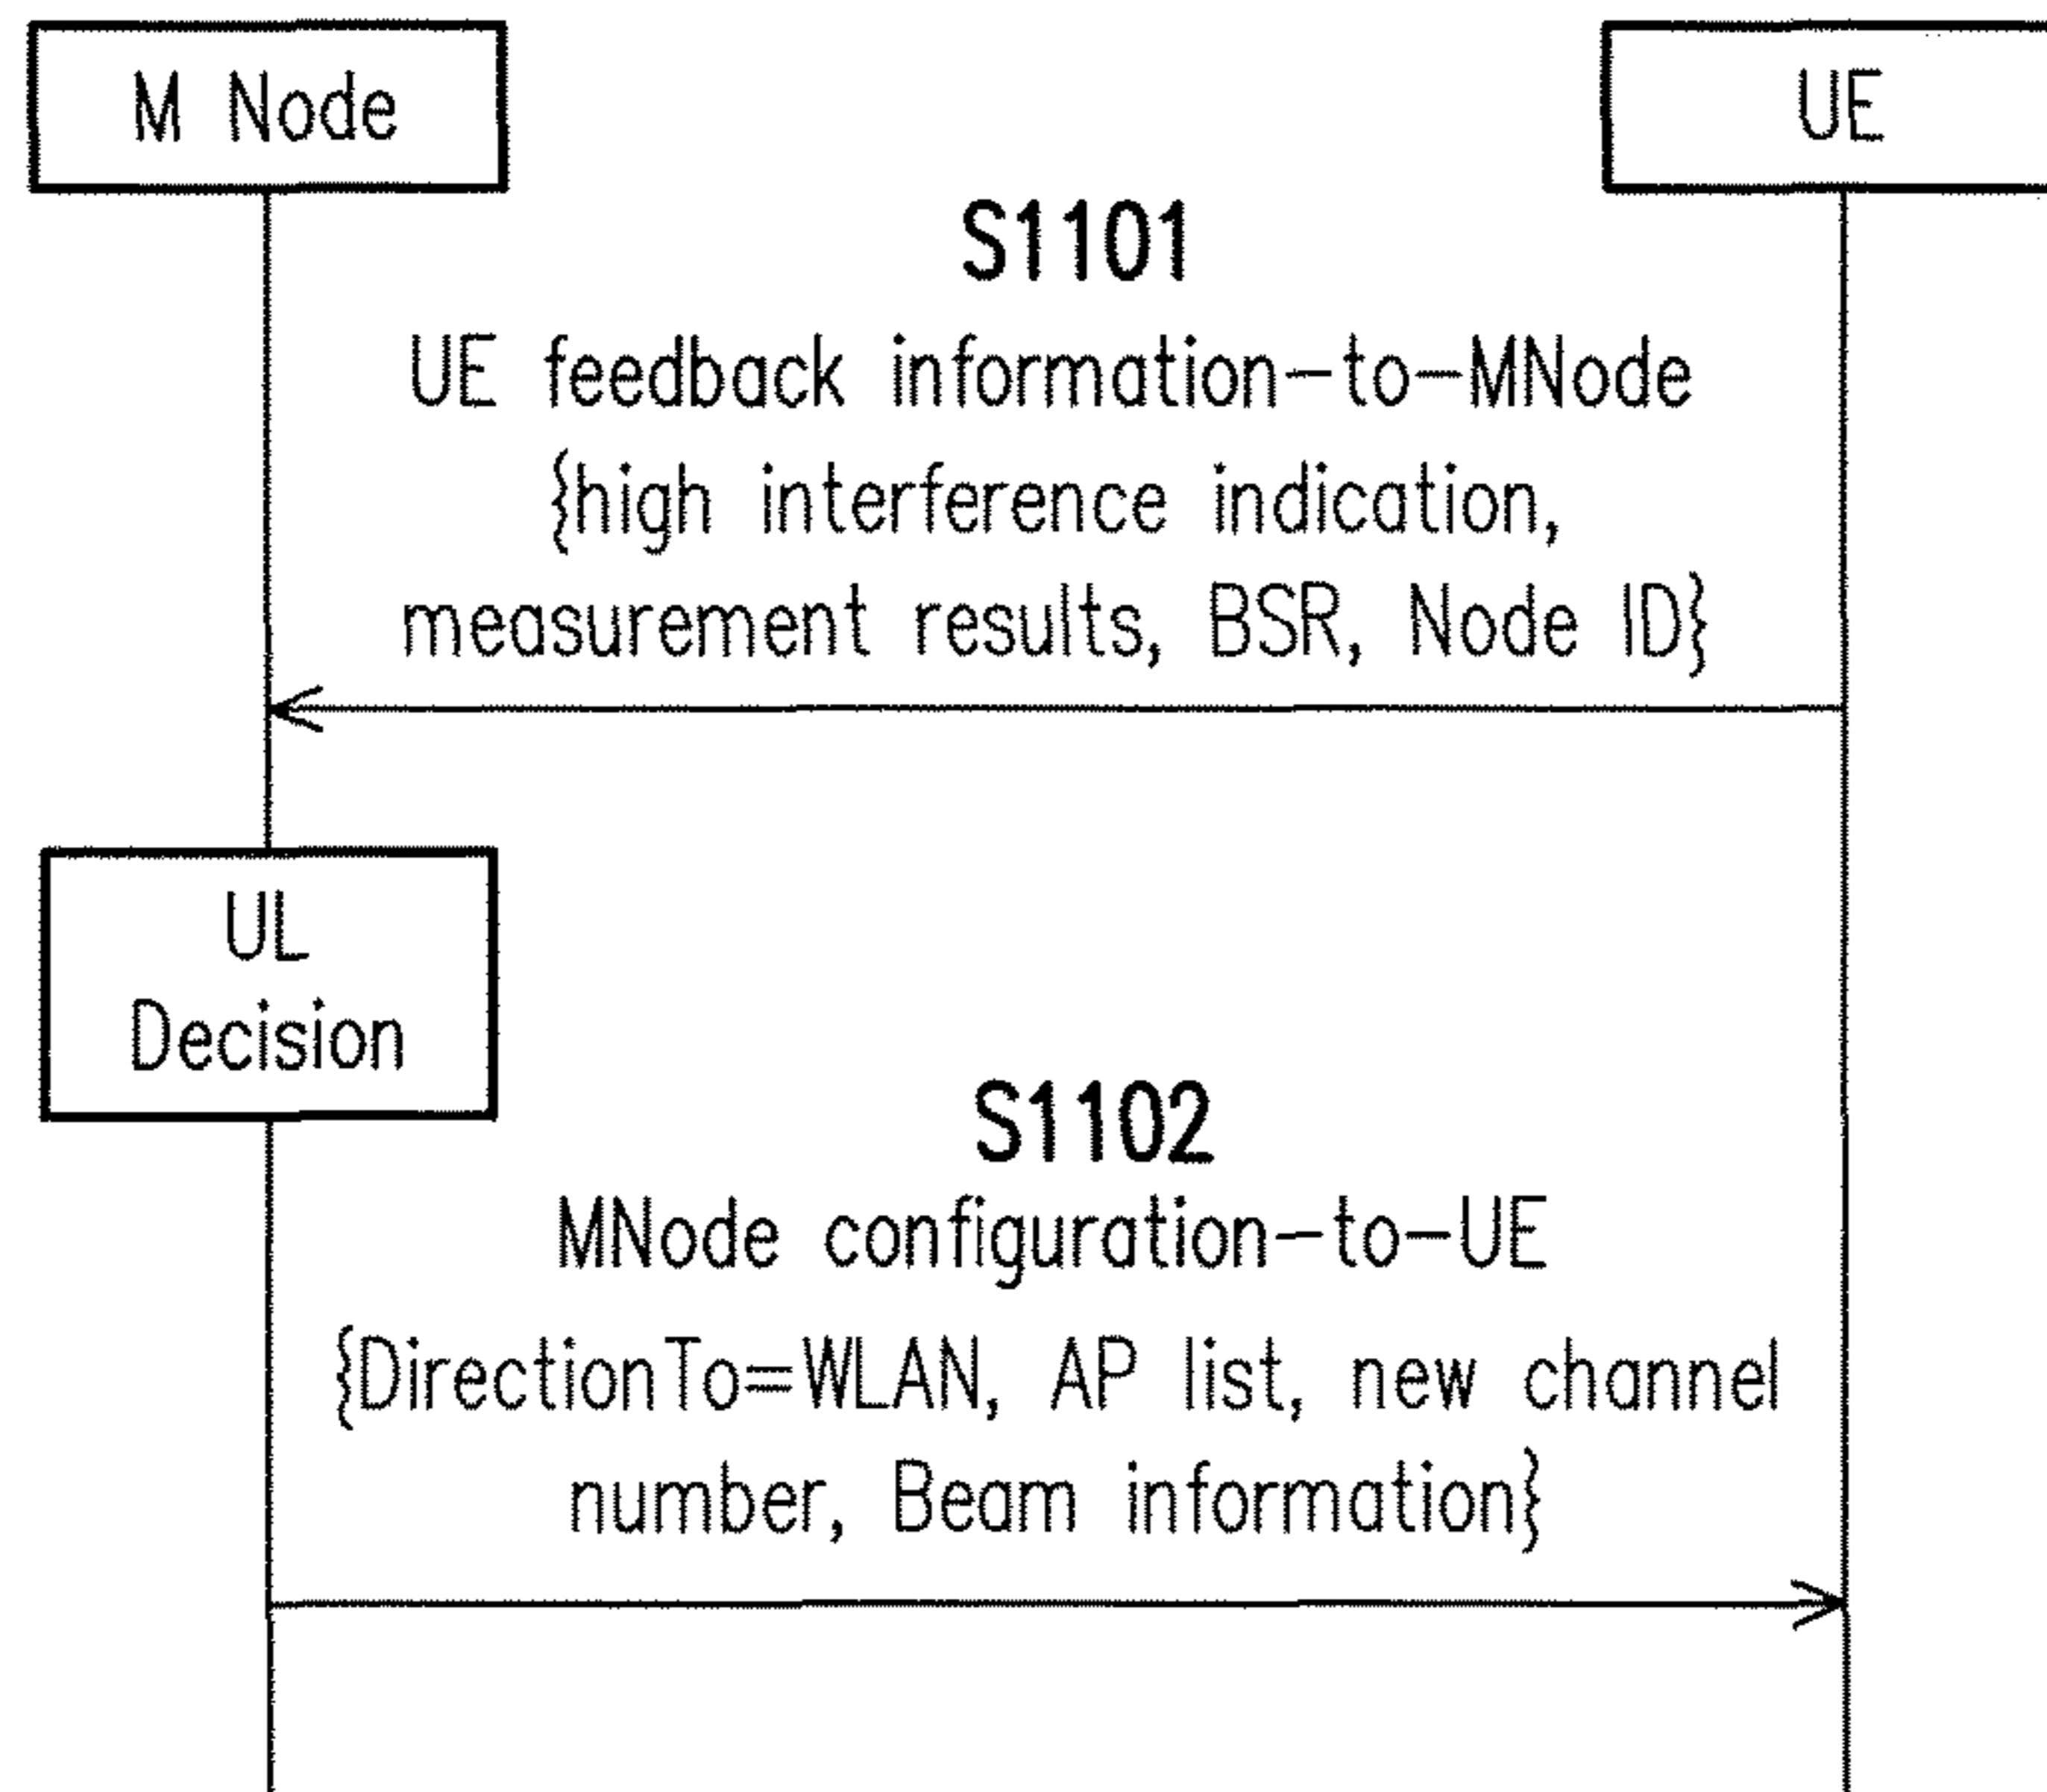 M Node
UE
S1101
UE feedback information-to-MNode
{high interference indication,
measurement results, BSR, Node ID}
UL
Decision
S1102
MNode configuration-to-UE
{DirectionTo=WLAN, AP list, new channel
number, Beam information}